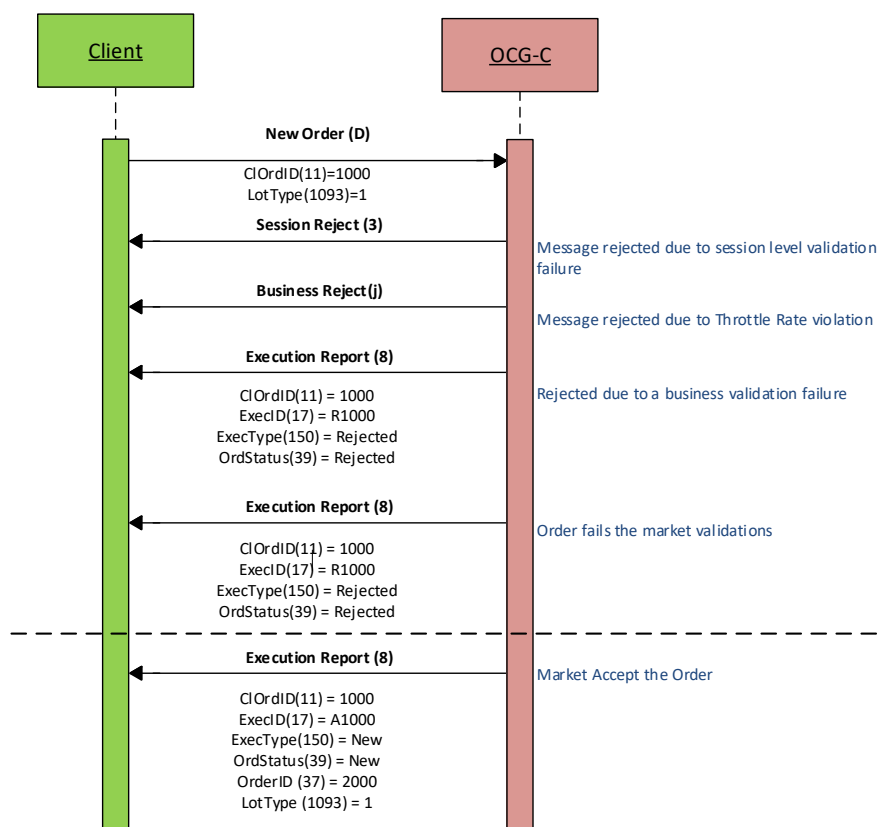 Client
OCG-C
New Order (D)
ClOrdID(11)=1000
LotType(1093)=1
Session Reject (3)
Message rejected due to session level validation
failure
Business Reject(j)
Message rejected due to Throttle Rate violation
Execution Report (8)
Rejected due to a business validation failure
ClOrdID(11) = 1000
ExecID(17) = R1000
ExecType(150) = Rejected
OrdStatus(39) = Rejected
Execution Report (8)
Order fails the market validations
ClOrdID(11) = 1000
ExecID(17) = R1000
ExecType(150) = Rejected
OrdStatus(39) = Rejected
Execution Report (8)
Market Accept the Order
ClOrdID(11) = 1000
ExecID(17) = A1000
ExecType(150) = New
OrdStatus(39) = New
OrderID (37) = 2000
LotType (1093) = 1